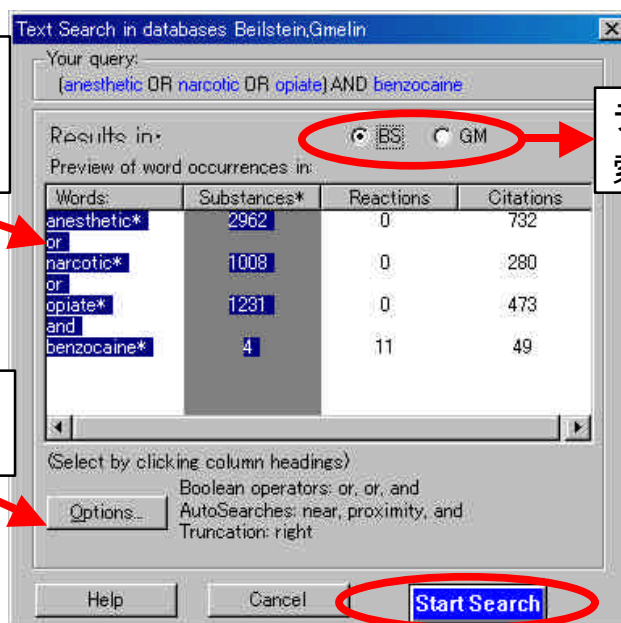 Text Search in databases Beilstein,Gmelin
Your query:
(anesthetic OR narcotic OR opiate) AND benzocaine
Results in:
BS GM
Preview of word occurrences in:
Words: Substances* Reactions Citations
anesthetic* 2962 0 732
or
narcotic* 1008 0 280
or
opiate* 1231 0 473
and
benzocaine* 4 11 49
(Select by clicking column headings)
Options...
Boolean operators: or, or, and
AutoSearches: near, proximity, and
Truncation: right
Help Cancel Start Search